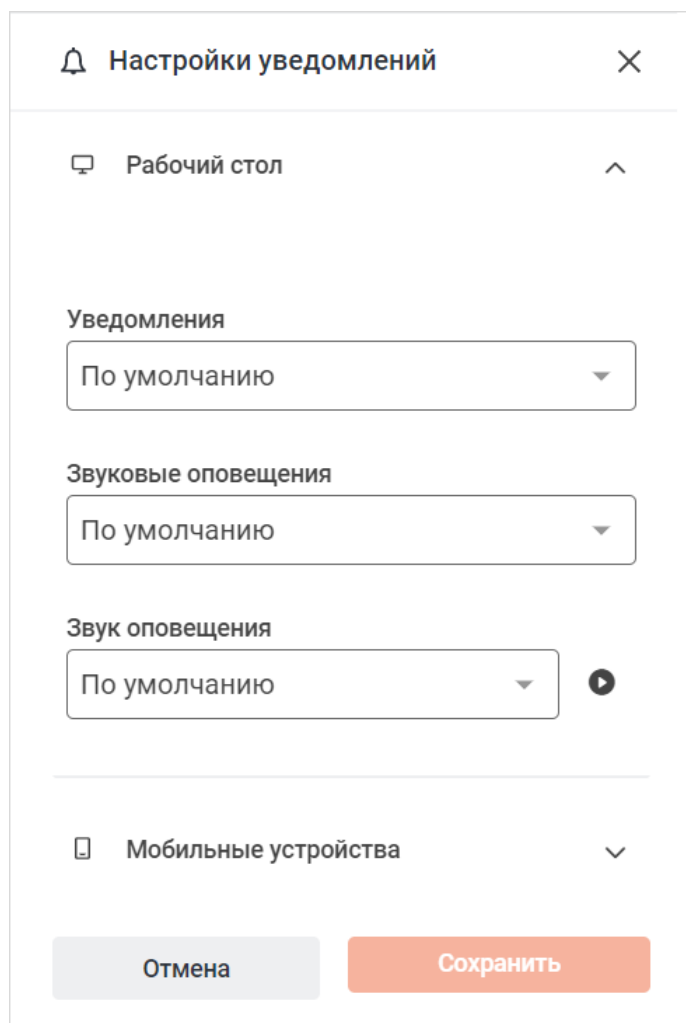 Настройки уведомлений
Рабочий стол
Уведомления
По умолчанию
Звуковые оповещения
По умолчанию
Звук оповещения
По умолчанию
Мобильные устройства
Отмена
Сохранить